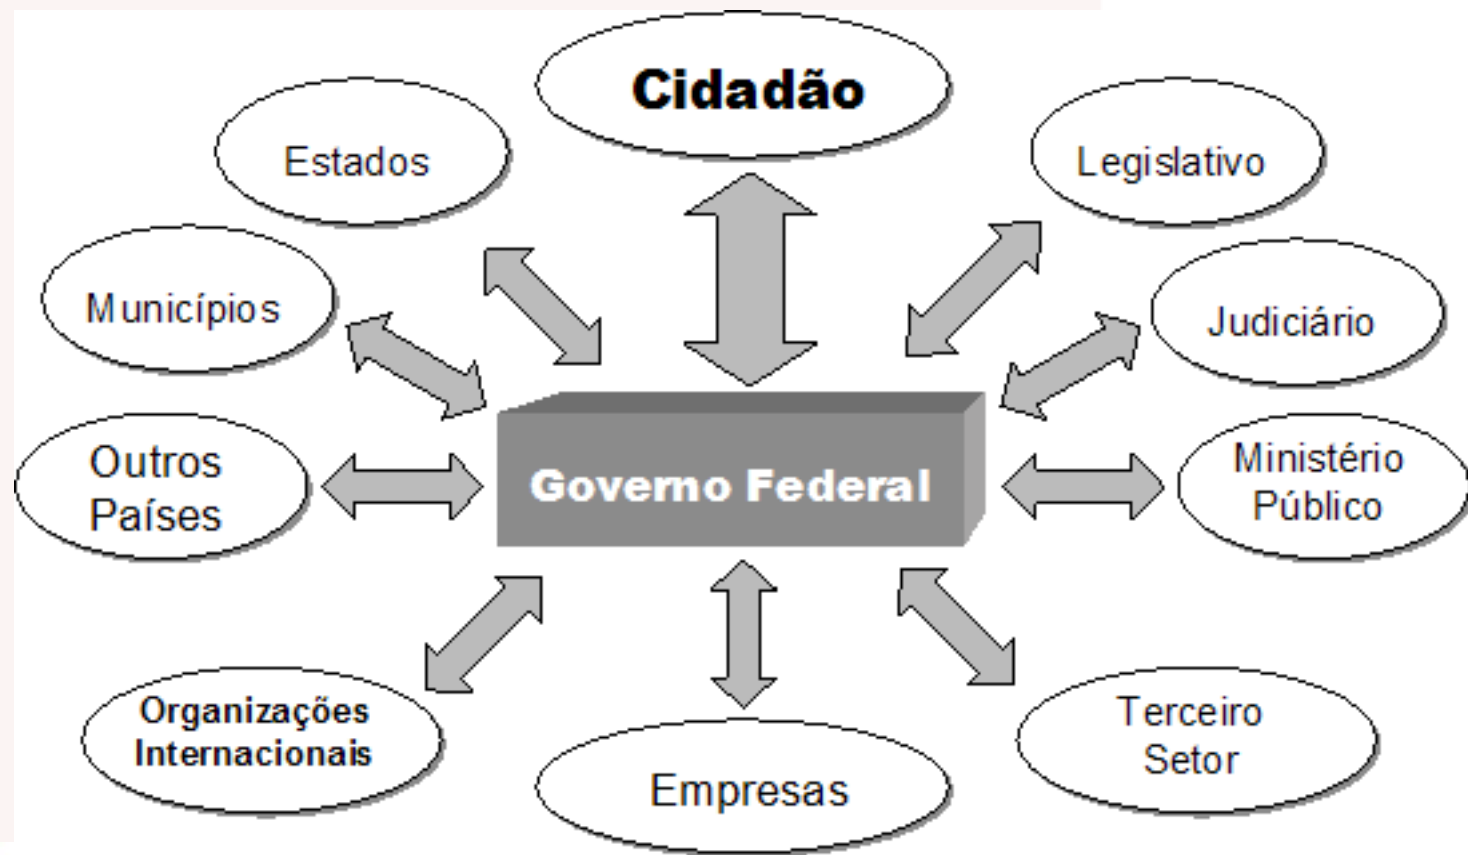 Cidadão
Estados
Legislativo
Municípios
Judiciário
Outros
Países
Governo Federal
Ministério
Público
Organizações
Internacionais
Empresas
Terceiro
Setor